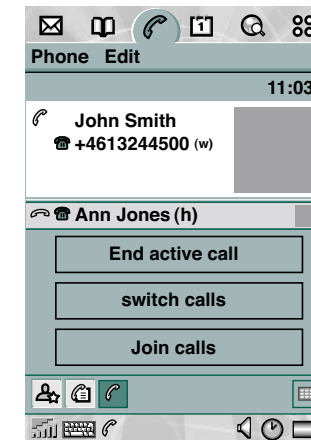 Phone Edit
11:03
John Smith
+4613244500 (w)
Ann Jones (h)
End active call
switch calls
Join calls